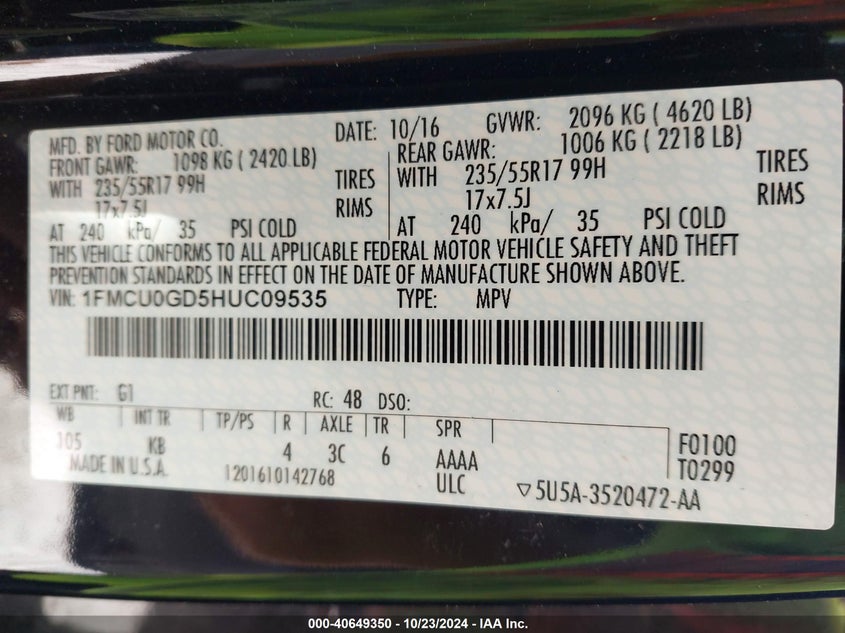 MFD. BY FORD MOTOR CO. DATE: 10/16 GVWR: 2096 KG ( 4620 LB)
FRONT GAWR: 1098 KG ( 2420 LB) REAR GAWR: 1006 KG ( 2218 LB)
WITH 235/55R17 99H TIRES WITH 235/55R17 99H TIRES
17x7.5J RIMS 17x7.5J RIMS
AT 240 kPa/ 35 PSI COLD AT 240 kPa/ 35 PSI COLD
THIS VEHICLE CONFORMS TO ALL APPLICABLE FEDERAL MOTOR VEHICLE SAFETY AND THEFT
PREVENTION STANDARDS IN EFFECT ON THE DATE OF MANUFACTURE SHOWN ABOVE.
VIN: 1FMCU0GD5HUC09535 TYPE: MPV
EXT PNT: G1 RC: 48 DSO:
WB INT TR TP/PS R AXLE TR SPR
105 KB 4 3C 6 AAAA F0100
MADE IN U.S.A. 1201610142768 ULC T0299
▽5U5A-3520472-AA
000-40649350 - 10/23/2024 - IAA Inc.